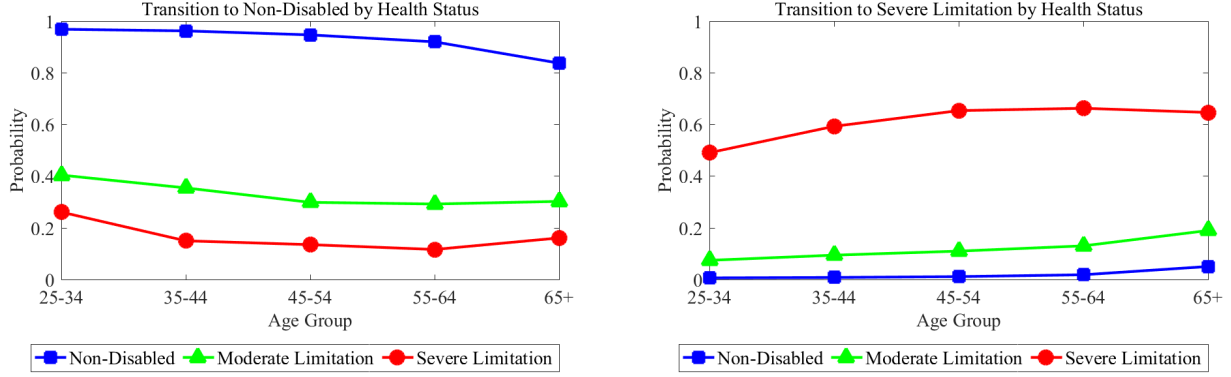 Transition to Non-Disabled by Health Status
1
0.8
0.6
0.4
0.2
0
Probability
25-34 35-44 45-54 55-64 65+
Age Group
Non-Disabled Moderate Limitation Severe Limitation
Transition to Severe Limitation by Health Status
1
0.8
0.6
0.4
0.2
0
Probability
25-34 35-44 45-54 55-64 65+
Age Group
Non-Disabled Moderate Limitation Severe Limitation